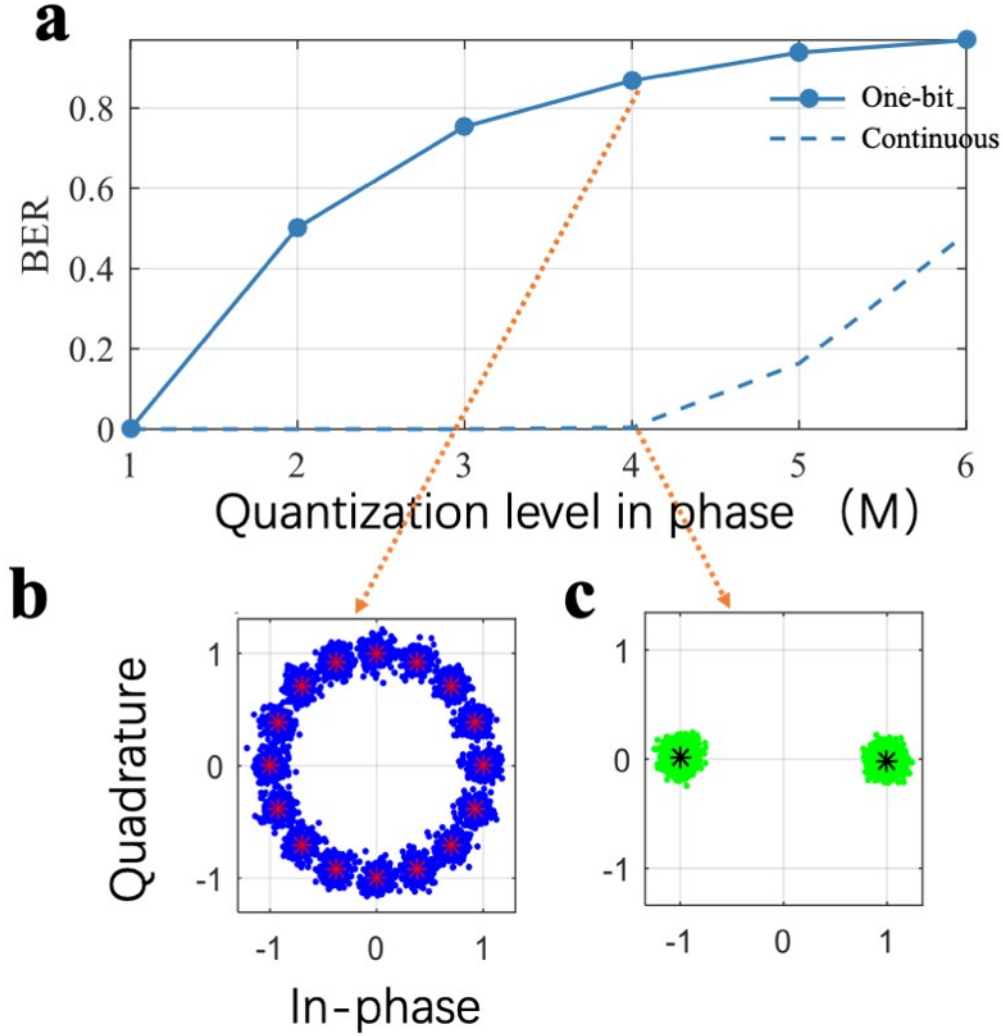 a
0.8
0.6
0.4
0.2
0
BER
One-bit
Continuous
1 2 3 4 5 6
Quantization level in phase （M）
b
c
1
0
-1
Quadrature
-1 0 1
In-phase
1
0
-1
-1 0 1